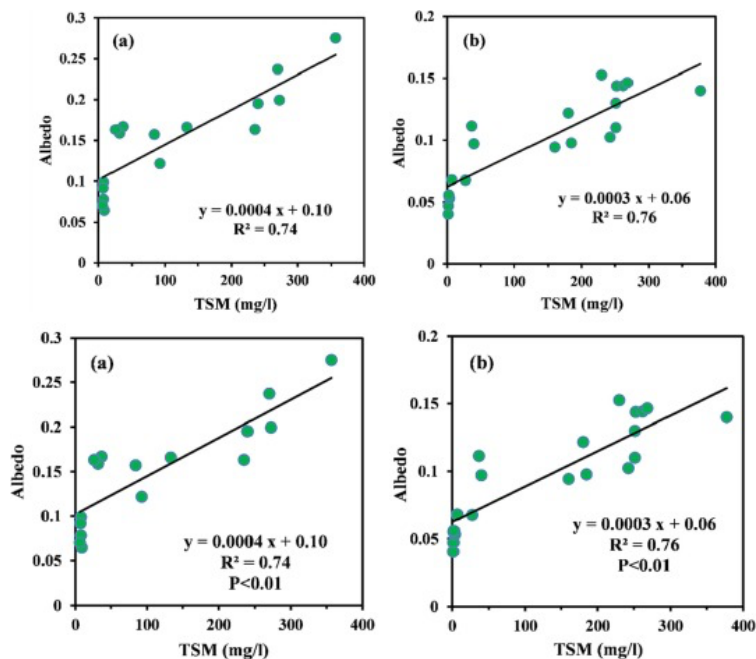 (a)
0.3
0.25
0.2
0.15
0.1
0.05
0
Albedo
y = 0.0004 x + 0.10
R² = 0.74
0 100 200 300 400
TSM (mg/l)
(b)
0.2
0.15
0.1
0.05
0
Albedo
y = 0.0003 x + 0.06
R² = 0.76
0 100 200 300 400
TSM (mg/l)
(a)
0.3
0.25
0.2
0.15
0.1
0.05
0
Albedo
y = 0.0004 x + 0.10
R² = 0.74
P<0.01
0 100 200 300 400
TSM (mg/l)
(b)
0.2
0.15
0.1
0.05
0
Albedo
y = 0.0003 x + 0.06
R² = 0.76
P<0.01
0 100 200 300 400
TSM (mg/l)